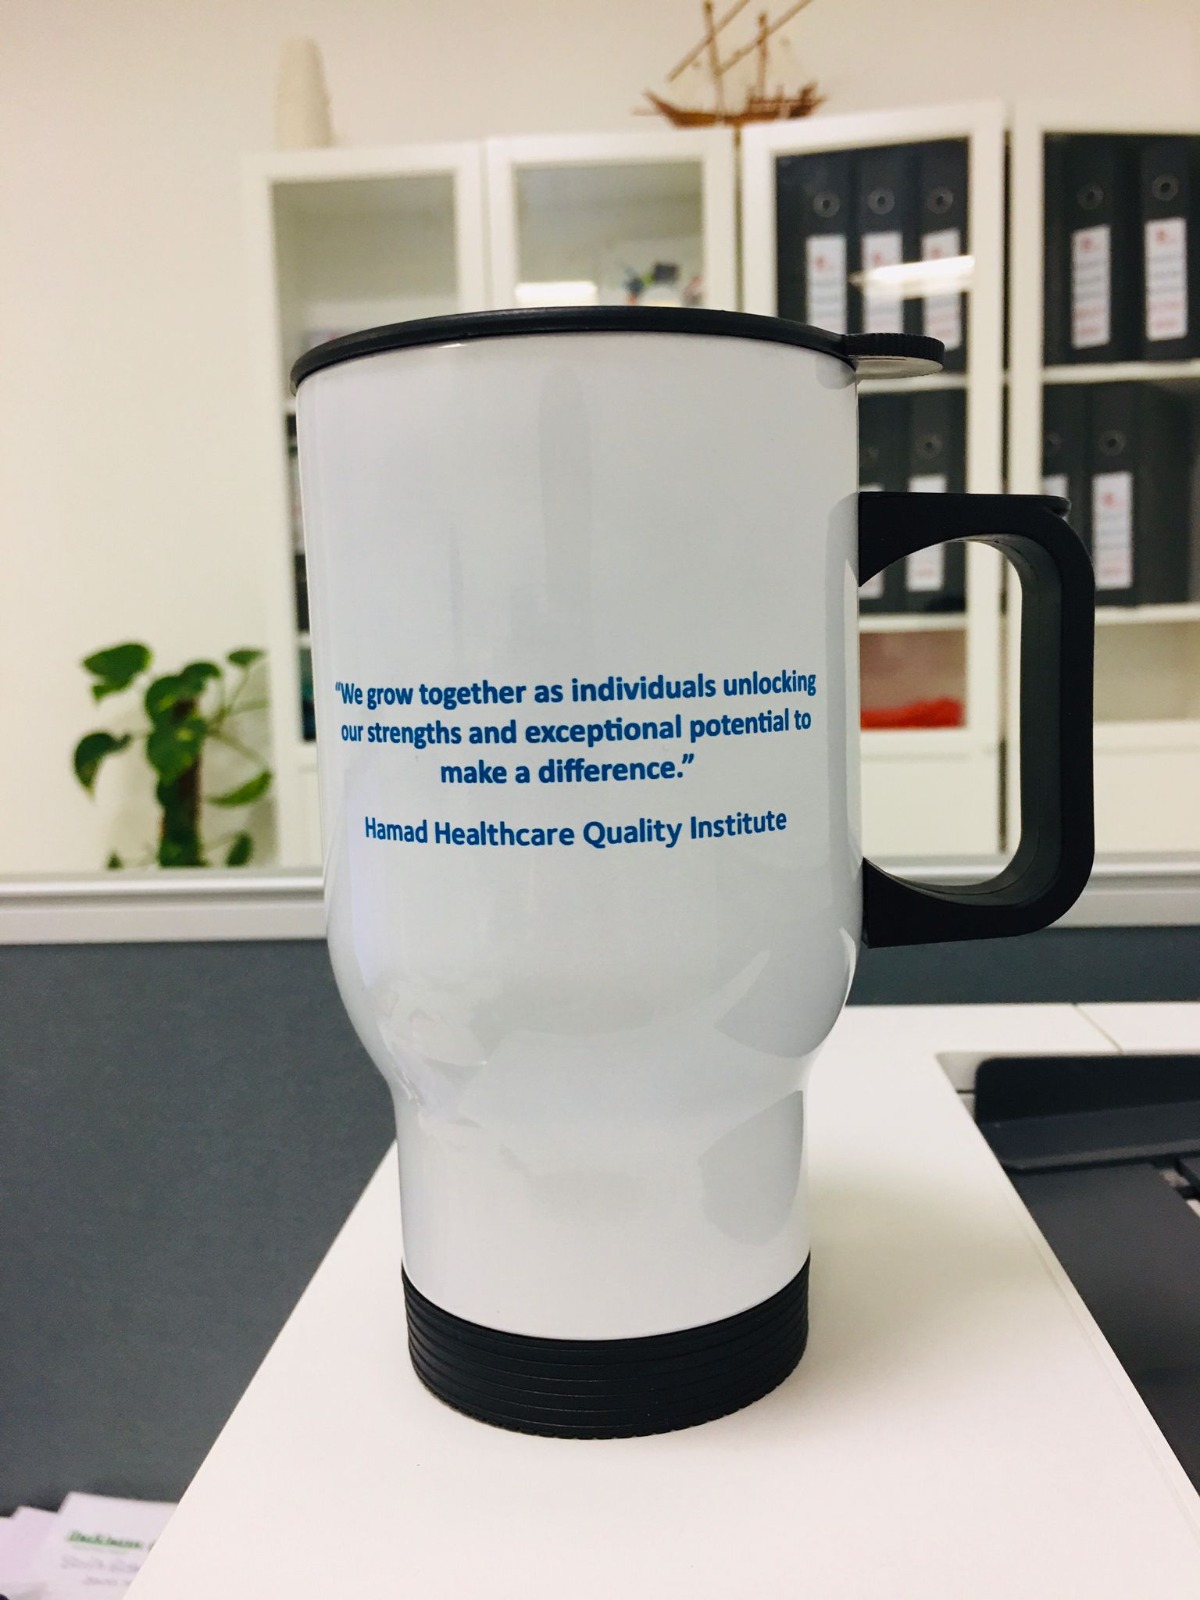 “We grow together as individuals unlocking
our strengths and exceptional potential to
make a difference.”
Hamad Healthcare Quality Institute